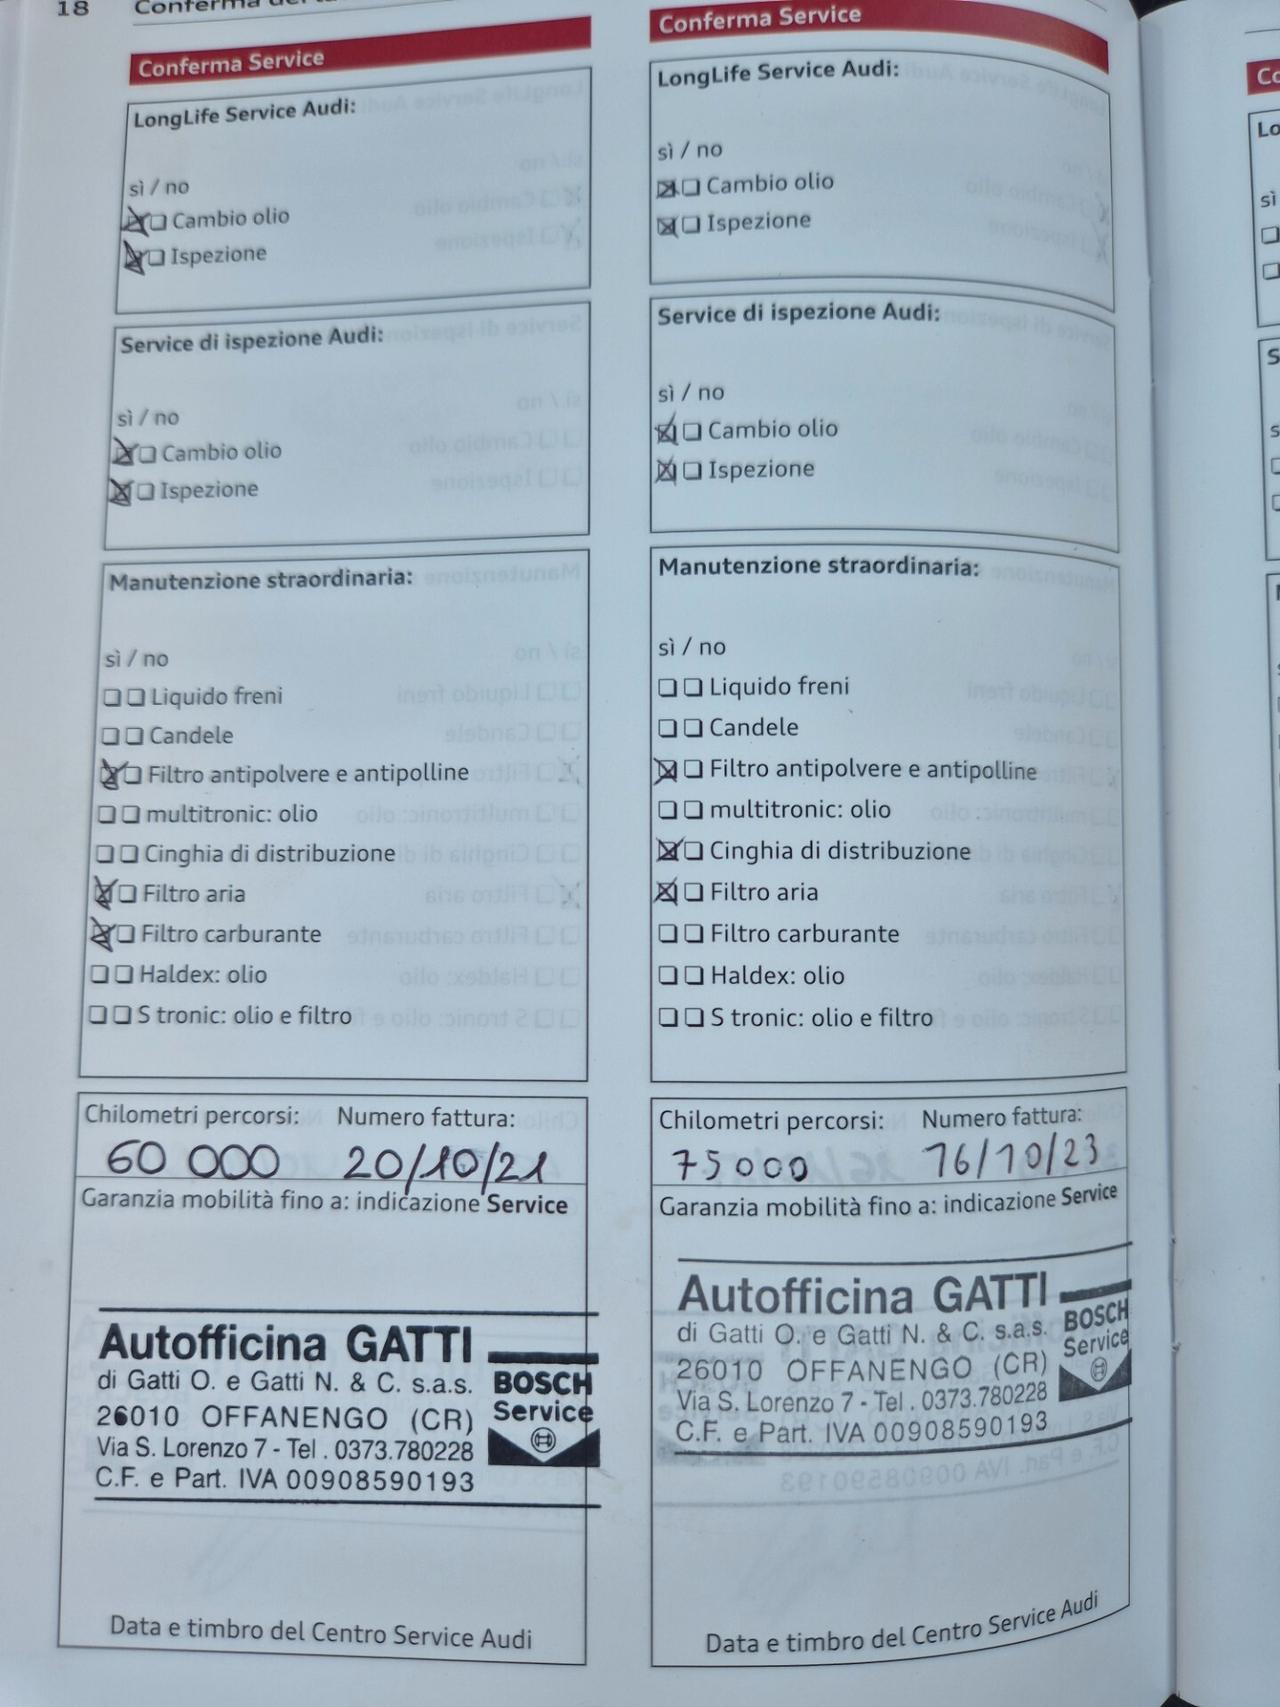 18
Conferma
Conferma Service
LongLife Service Audi:
sì / no
☒ ☐ Cambio olio
☒ ☐ Ispezione
Service di ispezione Audi:
sì / no
☒ ☐ Cambio olio
☒ ☐ Ispezione
Manutenzione straordinaria:
sì / no
☐ ☐ Liquido freni
☐ ☐ Candele
☒ ☐ Filtro antipolvere e antipolline
☐ ☐ multitronic: olio
☐ ☐ Cinghia di distribuzione
☒ ☐ Filtro aria
☒ ☐ Filtro carburante
☐ ☐ Haldex: olio
☐ ☐ S tronic: olio e filtro
Chilometri percorsi: Numero fattura:
60 000 20/10/21
Garanzia mobilità fino a: indicazione Service
Autofficina GATTI
di Gatti O. e Gatti N. & C. s.a.s.
26010 OFFANENGO (CR)
Via S. Lorenzo 7 - Tel. 0373.780228
C.F. e Part. IVA 00908590193
BOSCH
Service
Data e timbro del Centro Service Audi
Conferma Service
LongLife Service Audi:
sì / no
☒ ☐ Cambio olio
☒ ☐ Ispezione
Service di ispezione Audi:
sì / no
☒ ☐ Cambio olio
☒ ☐ Ispezione
Manutenzione straordinaria:
sì / no
☐ ☐ Liquido freni
☐ ☐ Candele
☒ ☐ Filtro antipolvere e antipolline
☐ ☐ multitronic: olio
☒ ☐ Cinghia di distribuzione
☒ ☐ Filtro aria
☐ ☐ Filtro carburante
☐ ☐ Haldex: olio
☐ ☐ S tronic: olio e filtro
Chilometri percorsi: Numero fattura:
75000 16/10/23
Garanzia mobilità fino a: indicazione Service
Autofficina GATTI
di Gatti O. e Gatti N. & C. s.a.s.
26010 OFFANENGO (CR)
Via S. Lorenzo 7 - Tel. 0373.780228
C.F. e Part. IVA 00908590193
BOSCH
Service
Data e timbro del Centro Service Audi